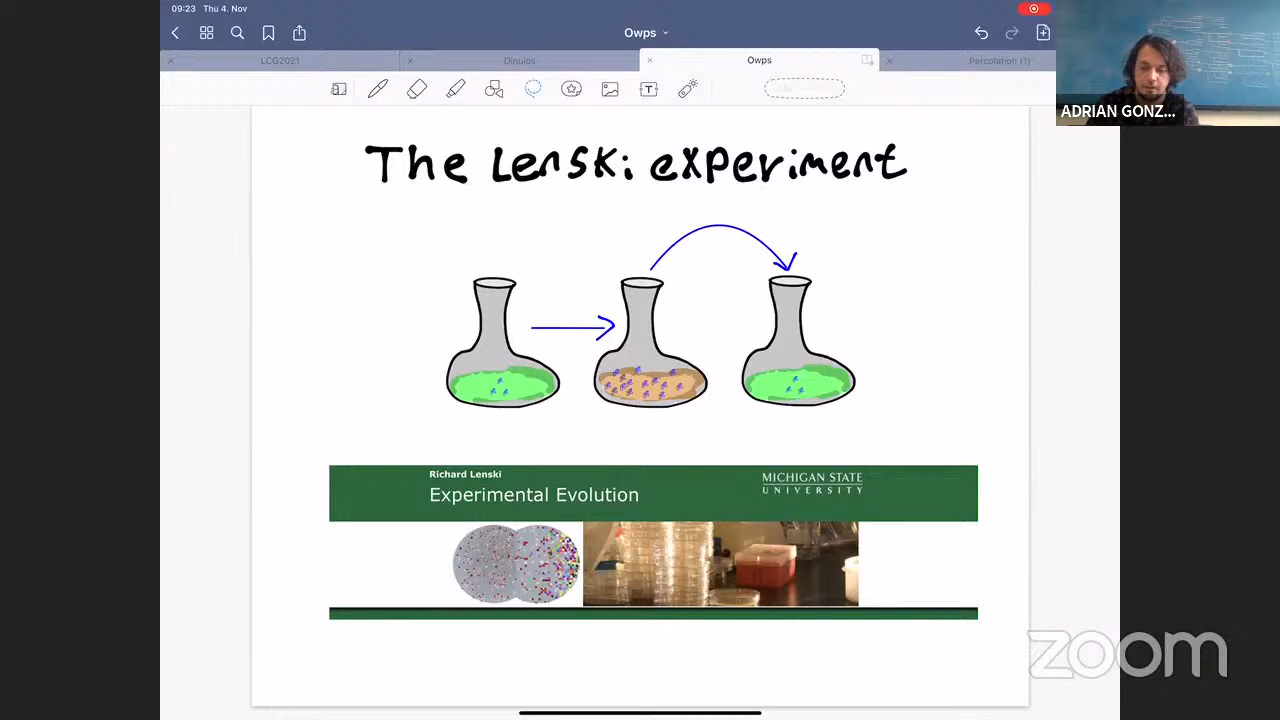 09:23 Thu 4. Nov
Owps
LCG2021
Dinuios
Owps
Percolation (1)
T
ADRIAN GONZ...
The Lenski experiment
Richard Lenski
Experimental Evolution
MICHIGAN STATE
UNIVERSITY
zoom